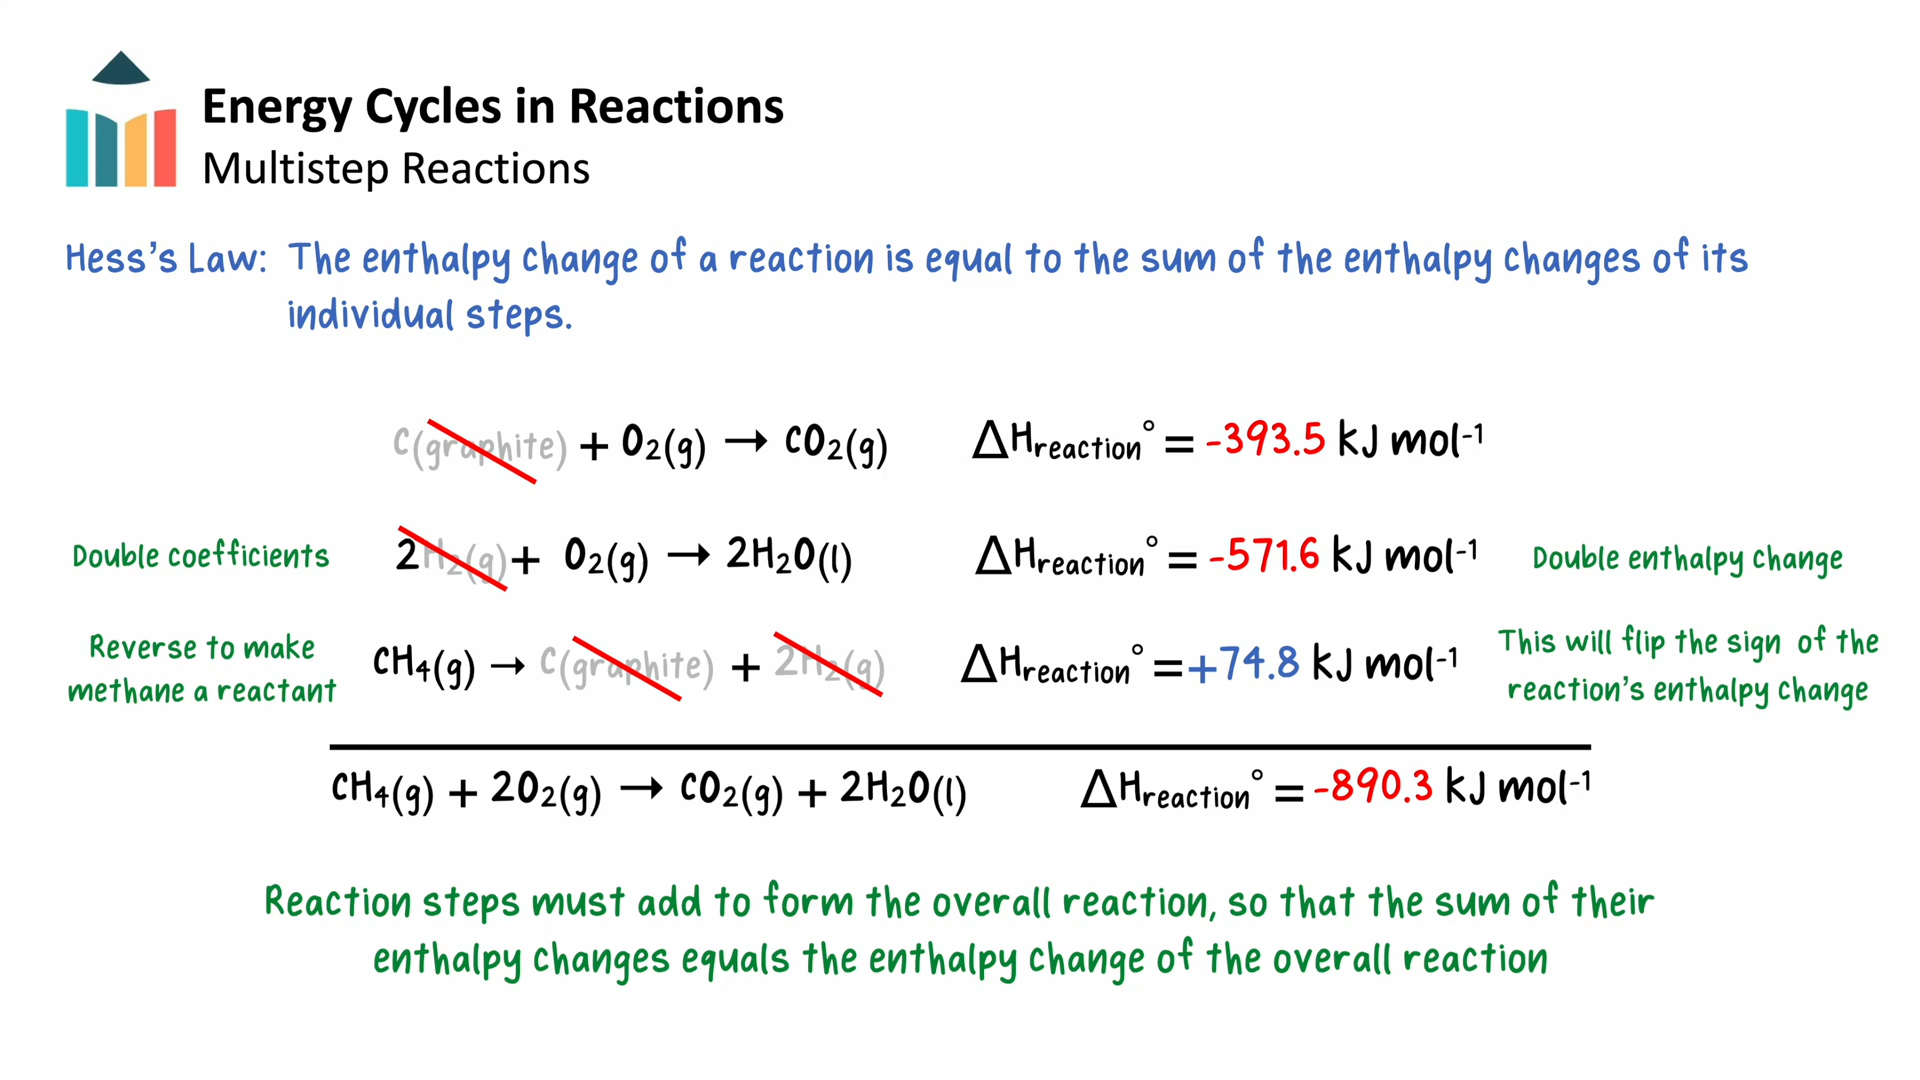 Energy Cycles in Reactions
Multistep Reactions
Hess's Law: The enthalpy change of a reaction is equal to the sum of the enthalpy changes of its
individual steps.
C(graphite) + O₂(g) → CO₂(g) ΔHreaction° = -393.5 kJ mol⁻¹
Double coefficients 2H₂(g) + O₂(g) → 2H₂O(l) ΔHreaction° = -571.6 kJ mol⁻¹ Double enthalpy change
Reverse to make
methane a reactant
CH₄(g) → C(graphite) + 2H₂(g) ΔHreaction° = +74.8 kJ mol⁻¹
This will flip the sign of the
reaction's enthalpy change
CH₄(g) + 2O₂(g) → CO₂(g) + 2H₂O(l) ΔHreaction° = -890.3 kJ mol⁻¹
Reaction steps must add to form the overall reaction, so that the sum of their
enthalpy changes equals the enthalpy change of the overall reaction